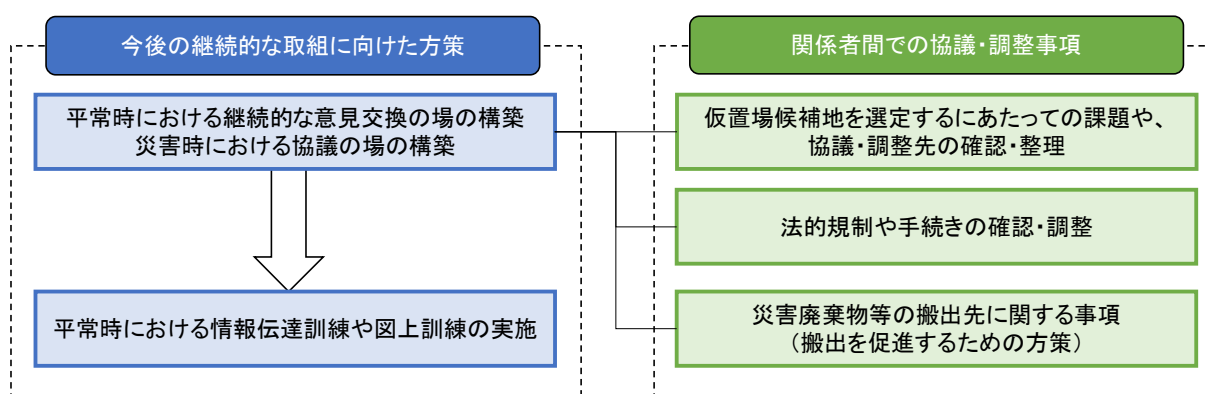 今後の継続的な取組に向けた方策
平常時における継続的な意見交換の場の構築
災害時における協議の場の構築
平常時における情報伝達訓練や図上訓練の実施
関係者間での協議・調整事項
仮置場候補地を選定するにあたっての課題や、
協議・調整先の確認・整理
法的規制や手続きの確認・調整
災害廃棄物等の搬出先に関する事項
（搬出を促進するための方策）